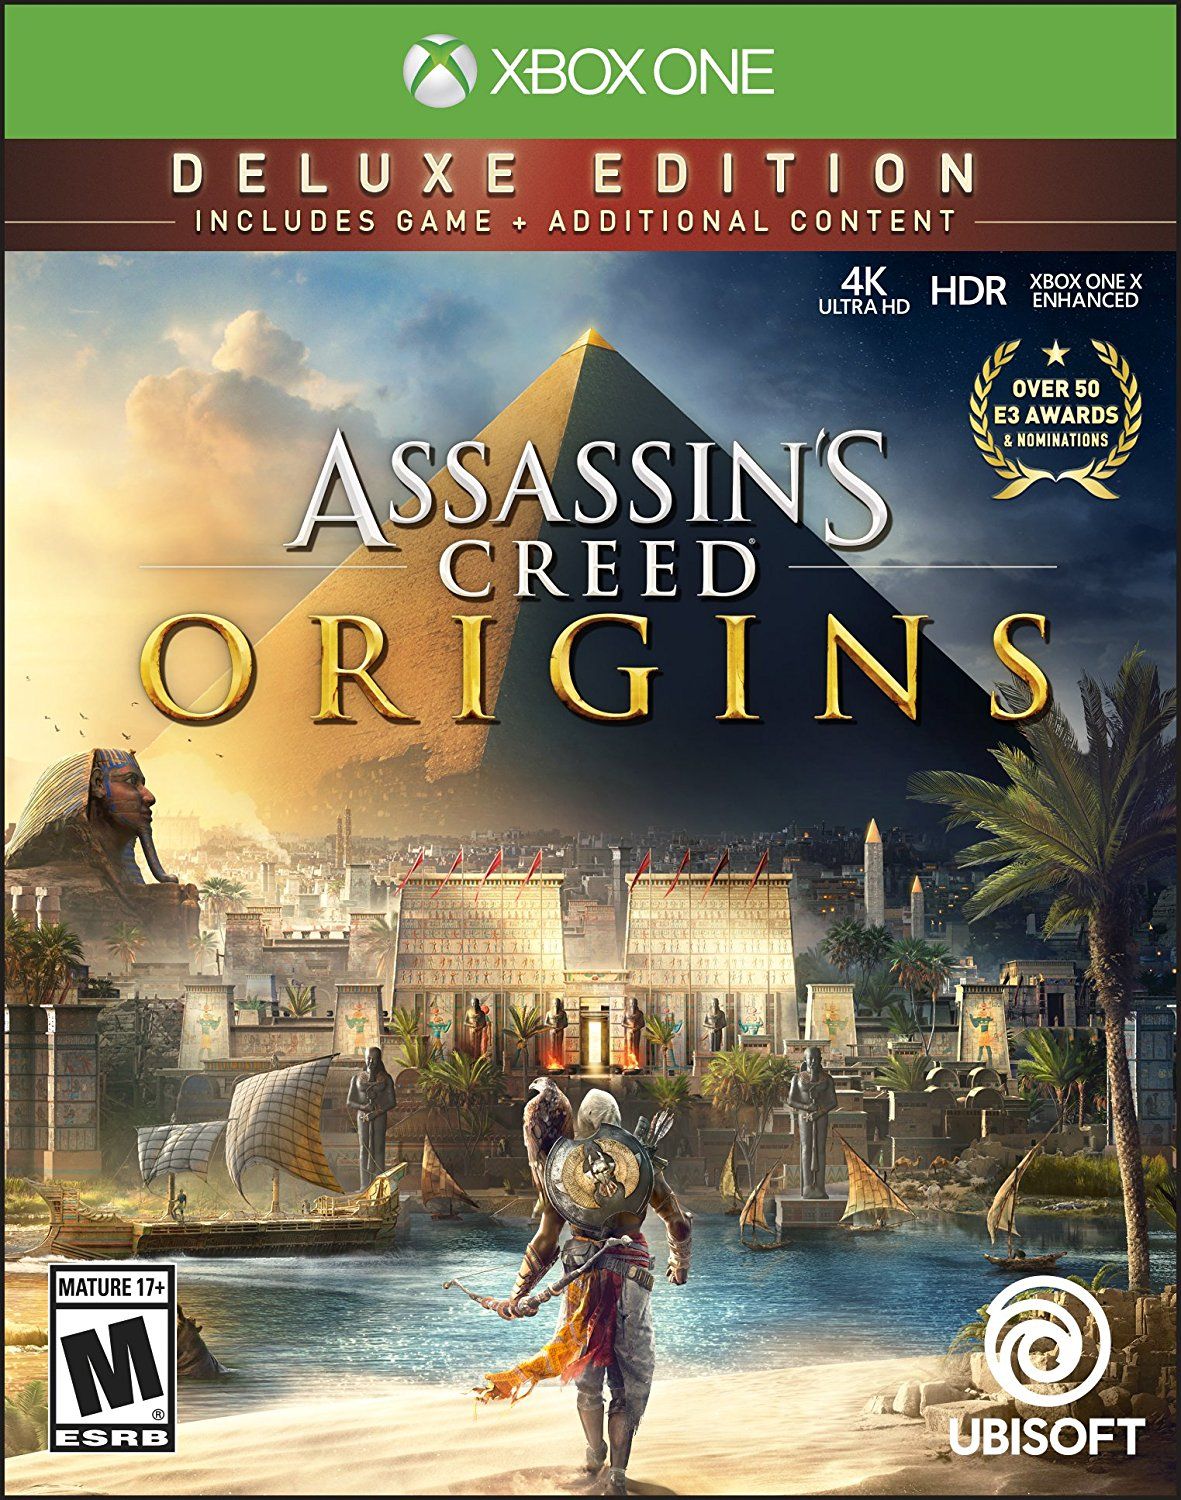 XBOX ONE
DELUXE EDITION
INCLUDES GAME + ADDITIONAL CONTENT
4K
ULTRA HD
HDR
XBOX ONE X
ENHANCED
OVER 50
E3 AWARDS
& NOMINATIONS
ASSASSIN'S
CREED®
ORIGINS
MATURE 17+
M
®
ESRB
UBISOFT